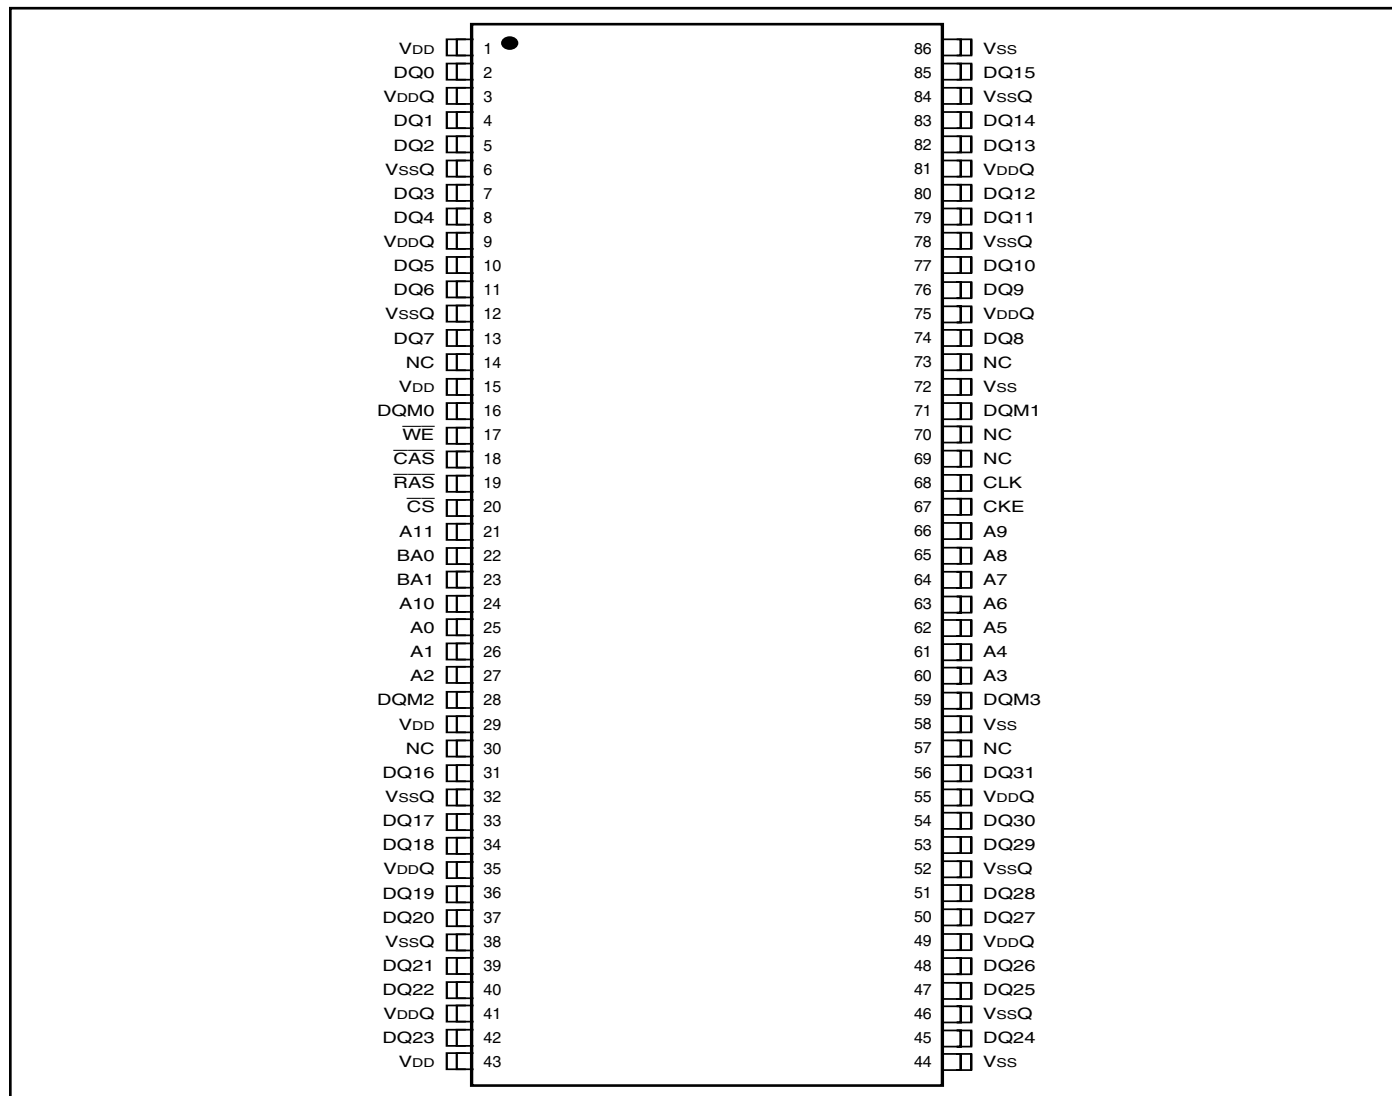 VDD 1 86 VSS
DQ0 2 85 DQ15
VDDQ 3 84 VSSQ
DQ1 4 83 DQ14
DQ2 5 82 DQ13
VSSQ 6 81 VDDQ
DQ3 7 80 DQ12
DQ4 8 79 DQ11
VDDQ 9 78 VSSQ
DQ5 10 77 DQ10
DQ6 11 76 DQ9
VSSQ 12 75 VDDQ
DQ7 13 74 DQ8
NC 14 73 NC
VDD 15 72 VSS
DQM0 16 71 DQM1
W̅E̅ 17 70 NC
C̅A̅S̅ 18 69 NC
R̅A̅S̅ 19 68 CLK
C̅S̅ 20 67 CKE
A11 21 66 A9
BA0 22 65 A8
BA1 23 64 A7
A10 24 63 A6
A0 25 62 A5
A1 26 61 A4
A2 27 60 A3
DQM2 28 59 DQM3
VDD 29 58 VSS
NC 30 57 NC
DQ16 31 56 DQ31
VSSQ 32 55 VDDQ
DQ17 33 54 DQ30
DQ18 34 53 DQ29
VDDQ 35 52 VSSQ
DQ19 36 51 DQ28
DQ20 37 50 DQ27
VSSQ 38 49 VDDQ
DQ21 39 48 DQ26
DQ22 40 47 DQ25
VDDQ 41 46 VSSQ
DQ23 42 45 DQ24
VDD 43 44 VSS